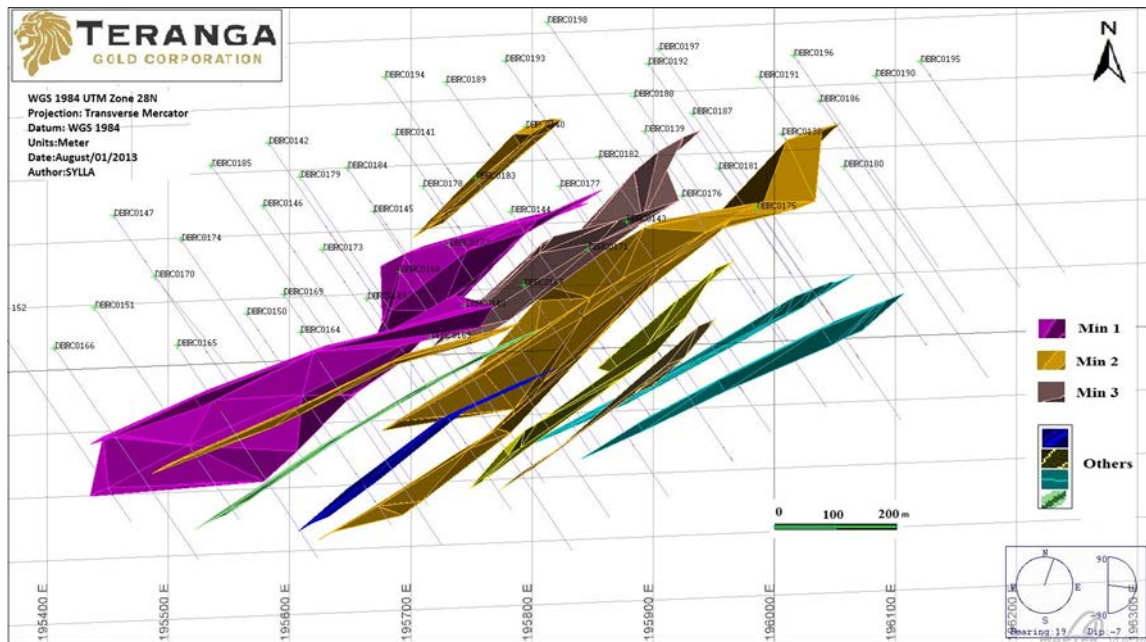 TERANGA
GOLD CORPORATION
WGS 1984 UTM Zone 28N
Projection: Transverse Mercator
Datum: WGS 1984
Units:Meter
Date:August/01/2013
Author:SYLLA
N
DBRC0198
DBRC0197
DBRC0196
DBRC0195
DBRC0193
DBRC0192
DBRC0194
DBRC0189
DBRC0191
DBRC0190
DBRC0188
DBRC0186
DBRC0187
DBRC0142
DBRC0141
DBRC0139
DBRC0138
DBRC0185
DBRC0184
DBRC0182
DBRC0181
DBRC0180
DBRC0179
DBRC0178
DBRC0183
DBRC0177
DBRC0176
DBRC0147
DBRC0146
DBRC0145
DBRC0144
DBRC0143
DBRC0175
DBRC0174
DBRC0173
DBRC0170
DBRC0169
DBRC0151
DBRC0150
DBRC0164
DBRC0166
DBRC0165
152
Min 1
Min 2
Min 3
Others
0 100 200 m
195400 E
195500 E
195600 E
195700 E
195800 E
195900 E
196000 E
196100 E
196200 E
196300 E
N
W
E
S
90
-90
Bearing:19
Dip:-7